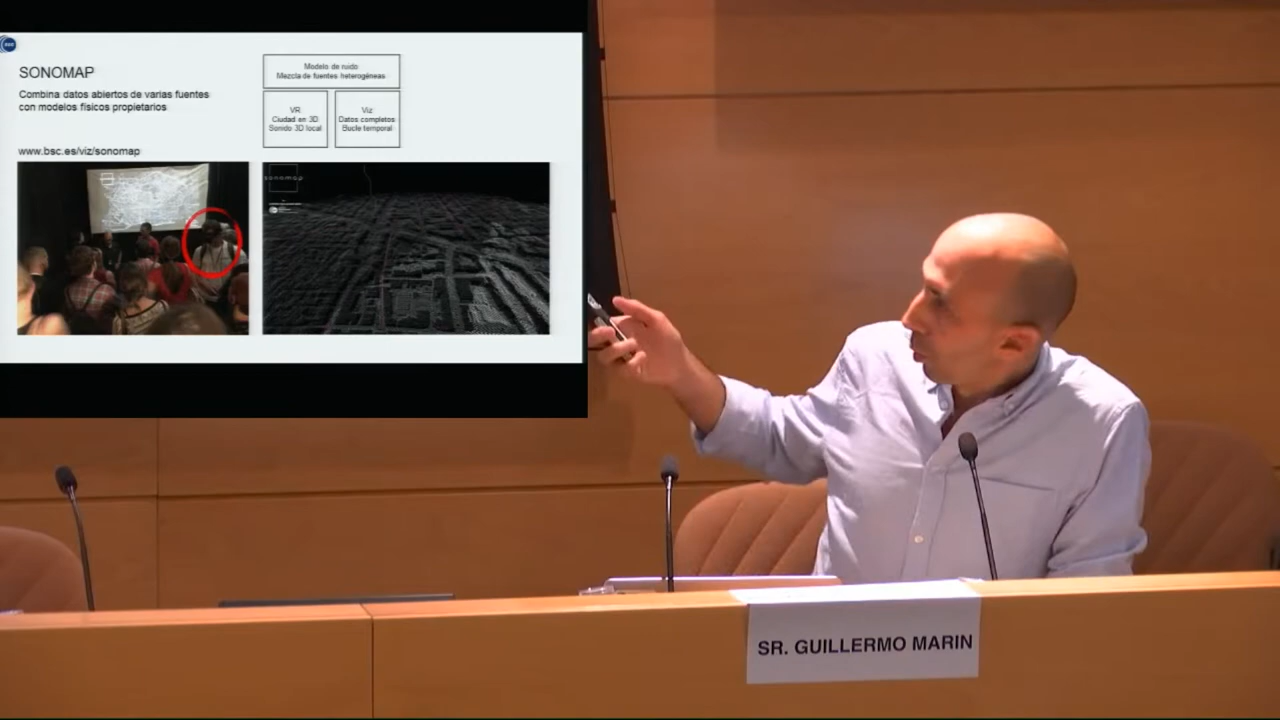 SONOMAP
Combina datos abiertos de varias fuentes
con modelos físicos propietarios
www.bsc.es/viz/sonomap
Modelo de ruido
Mezcla de fuentes heterogéneas
VR
Ciudad en 3D
Sonido 3D local
Viz
Datos completos
Bucle temporal
sonomap
SR. GUILLERMO MARIN